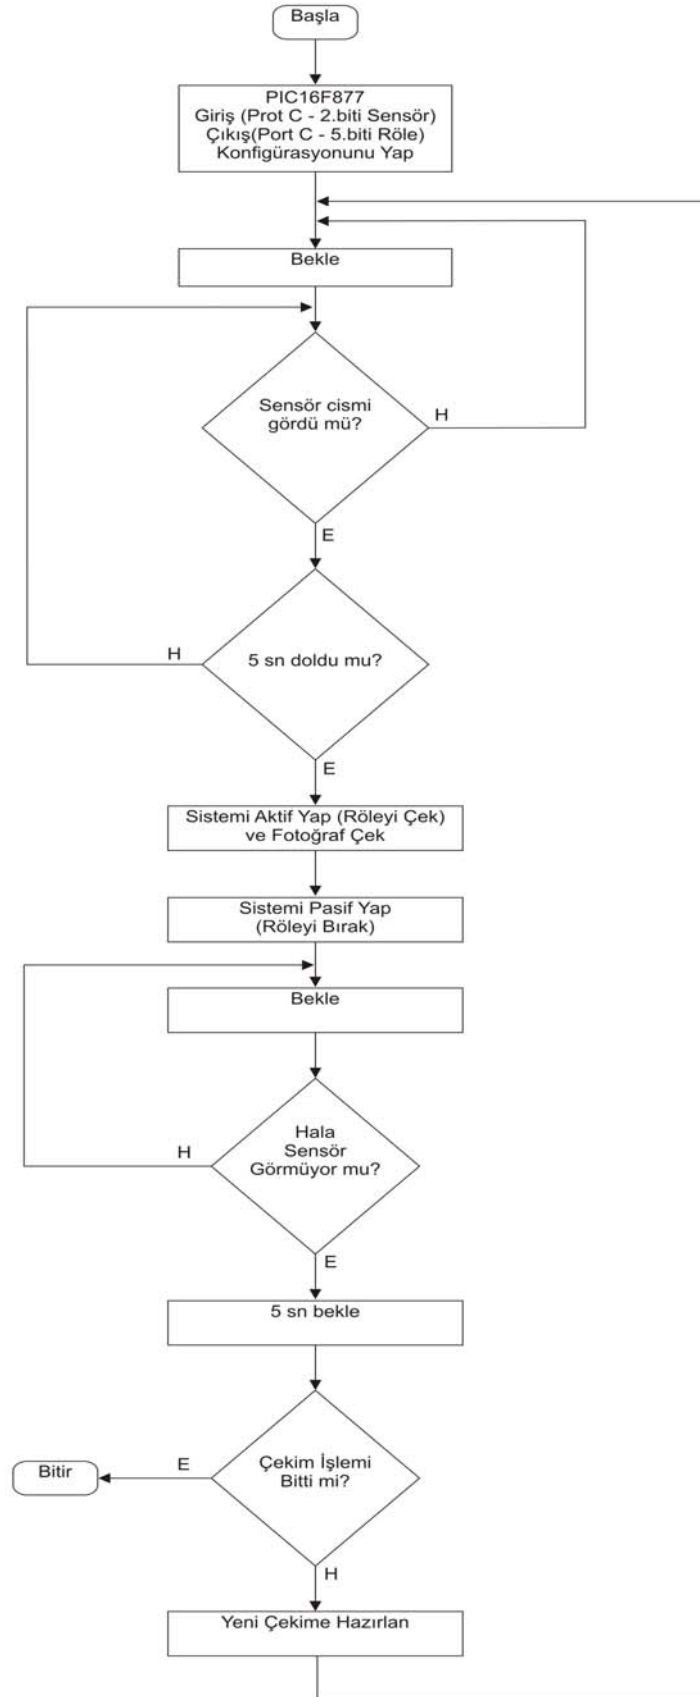 Başla
PIC16F877
Giriş (Prot C - 2.biti Sensör)
Çıkış(Port C - 5.biti Röle)
Konfigürasyonunu Yap
Bekle
Sensör cismi
gördü mü?
H
E
5 sn doldu mu?
H
E
Sistemi Aktif Yap (Röleyi Çek)
ve Fotoğraf Çek
Sistemi Pasif Yap
(Röleyi Bırak)
Bekle
Hala
Sensör
Görmüyor mu?
H
E
5 sn bekle
Çekim İşlemi
Bitti mi?
E
Bitir
H
Yeni Çekime Hazırlan